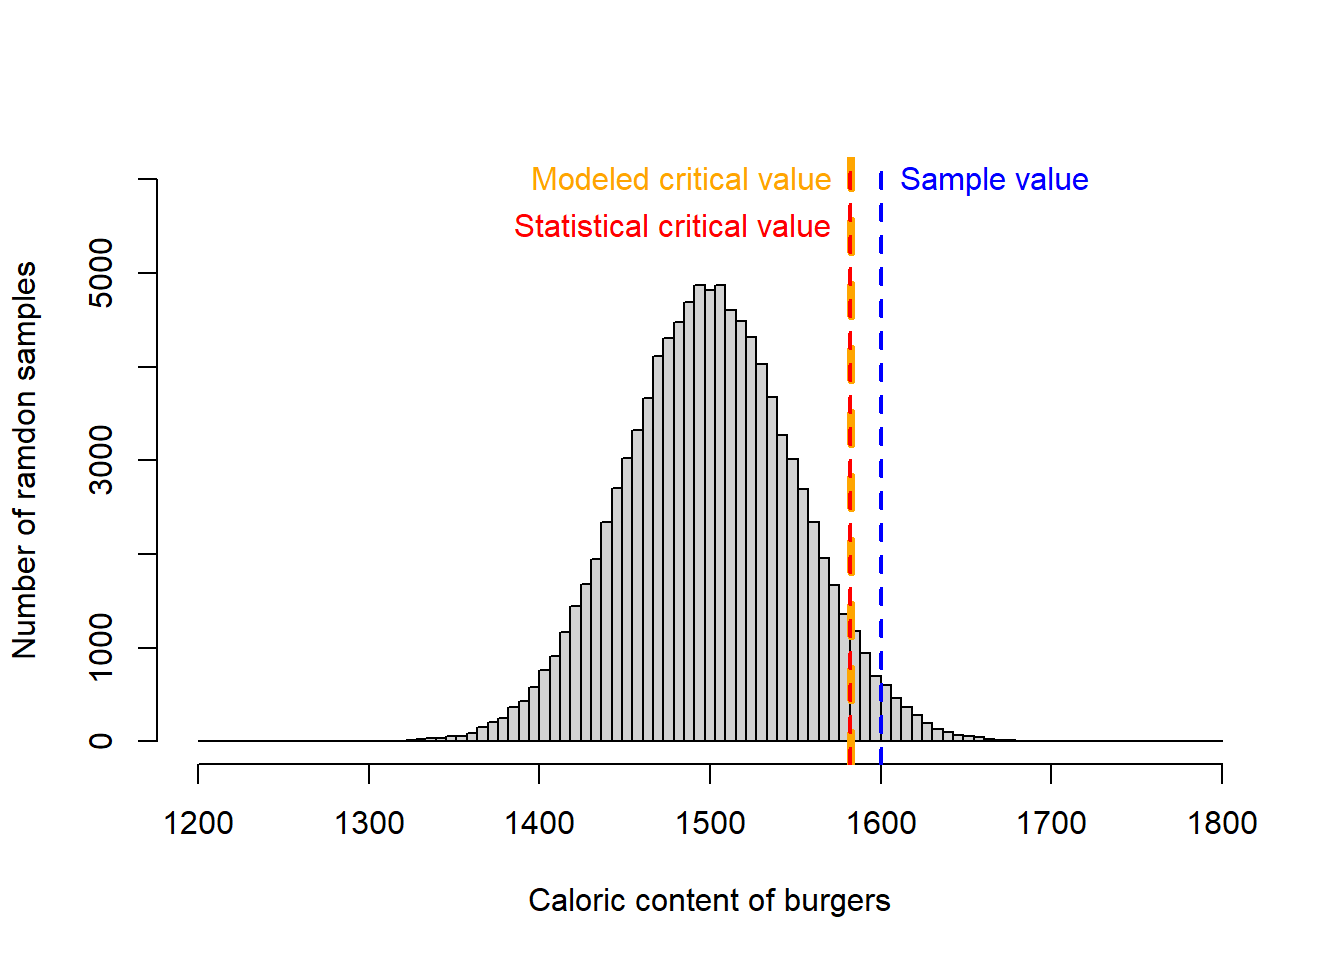 Modeled critical value
Sample value
Statistical critical value
Number of ramdon samples
5000
3000
1000
0
1200 1300 1400 1500 1600 1700 1800
Caloric content of burgers